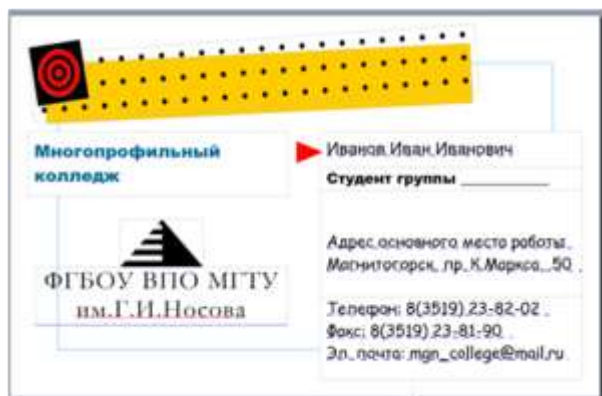 Многопрофильный
колледж
ФГБОУ ВПО МГТУ
им.Г.И.Носова
Иванов Иван Иванович
Студент группы ___________
Адрес основного места работы
Магнитогорск, пр. К.Маркса, 50
Телефон: 8(3519) 23-82-02
Факс: 8(3519) 23-81-90
Эл. почта: mgn_college@mail.ru